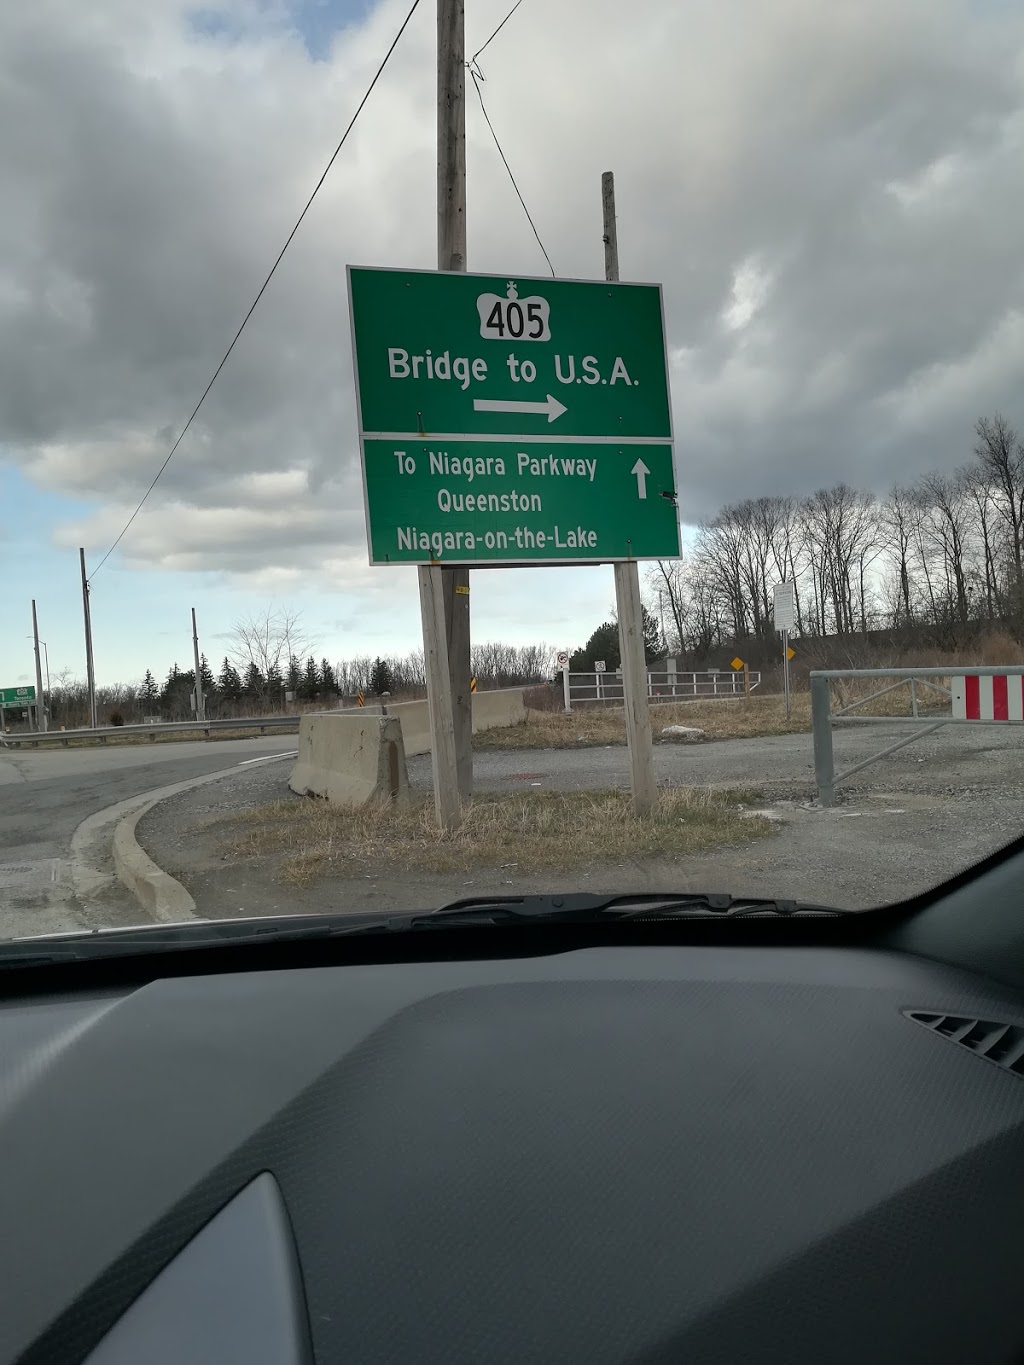 405
Bridge to U.S.A.
To Niagara Parkway
Queenston
Niagara-on-the-Lake